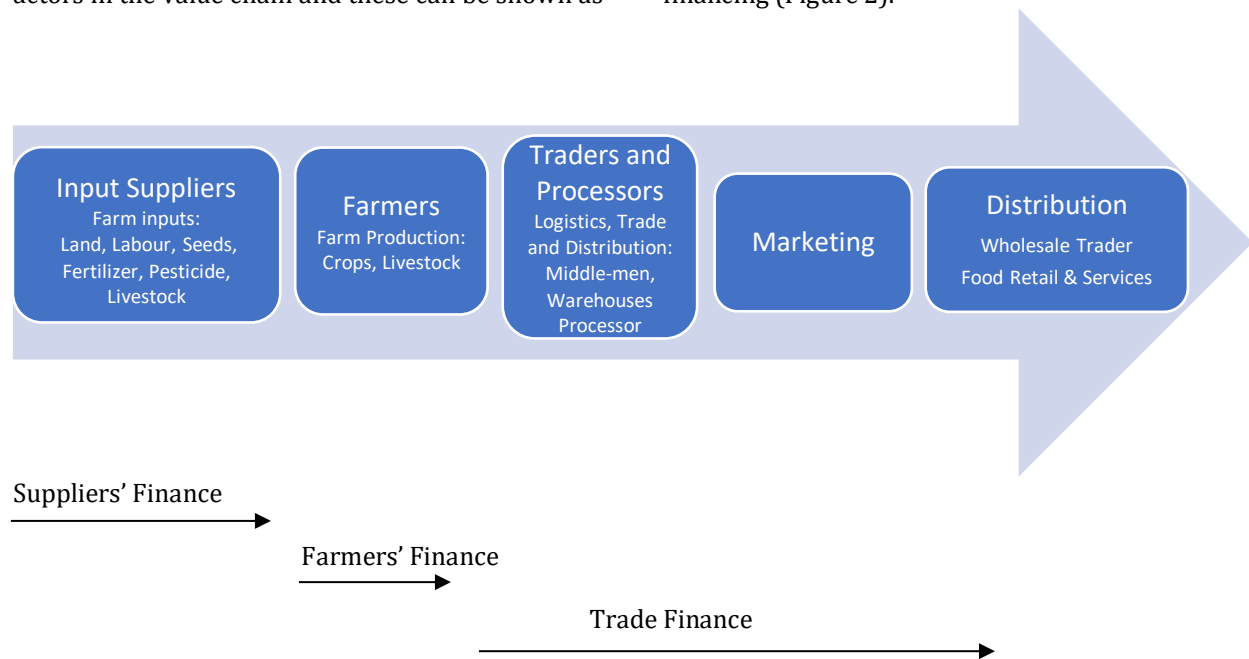 actors in the value chain and these can be shown as
financing (Figure 2).
Input Suppliers
Farm inputs:
Land, Labour, Seeds,
Fertilizer, Pesticide,
Livestock
Farmers
Farm Production:
Crops, Livestock
Traders and
Processors
Logistics, Trade
and Distribution:
Middle-men,
Warehouses
Processor
Marketing
Distribution
Wholesale Trader
Food Retail & Services
Suppliers’ Finance
Farmers’ Finance
Trade Finance